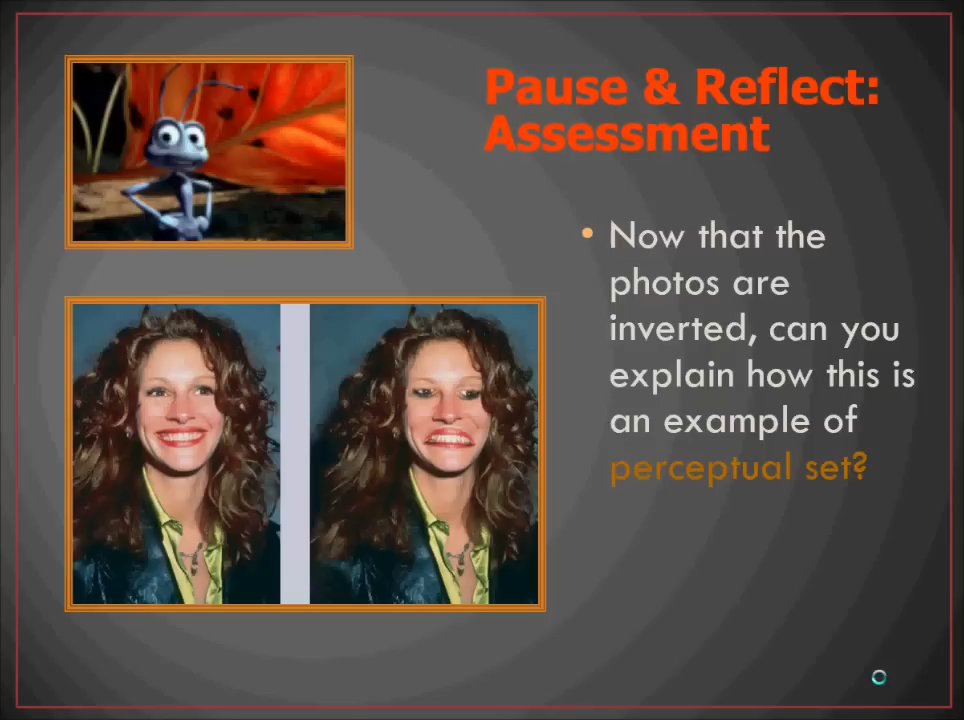 Pause & Reflect:
Assessment
• Now that the
photos are
inverted, can you
explain how this is
an example of
perceptual set?